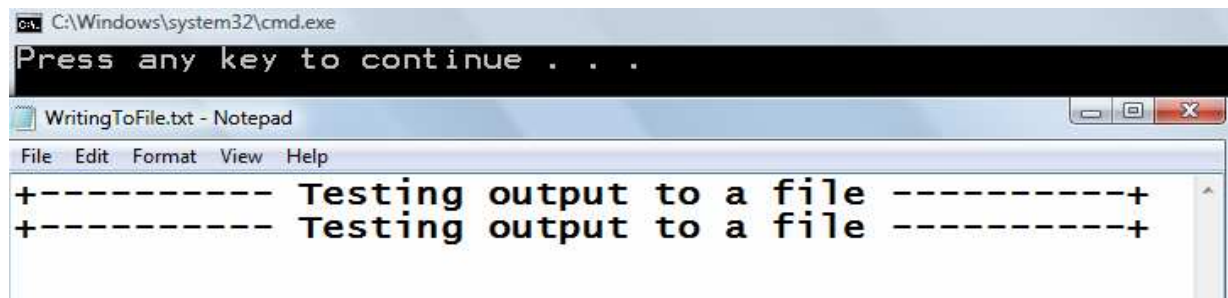 C:\Windows\system32\cmd.exe
Press any key to continue . . .
WritingToFile.txt - Notepad
File Edit Format View Help
+---------- Testing output to a file ----------+
+---------- Testing output to a file ----------+